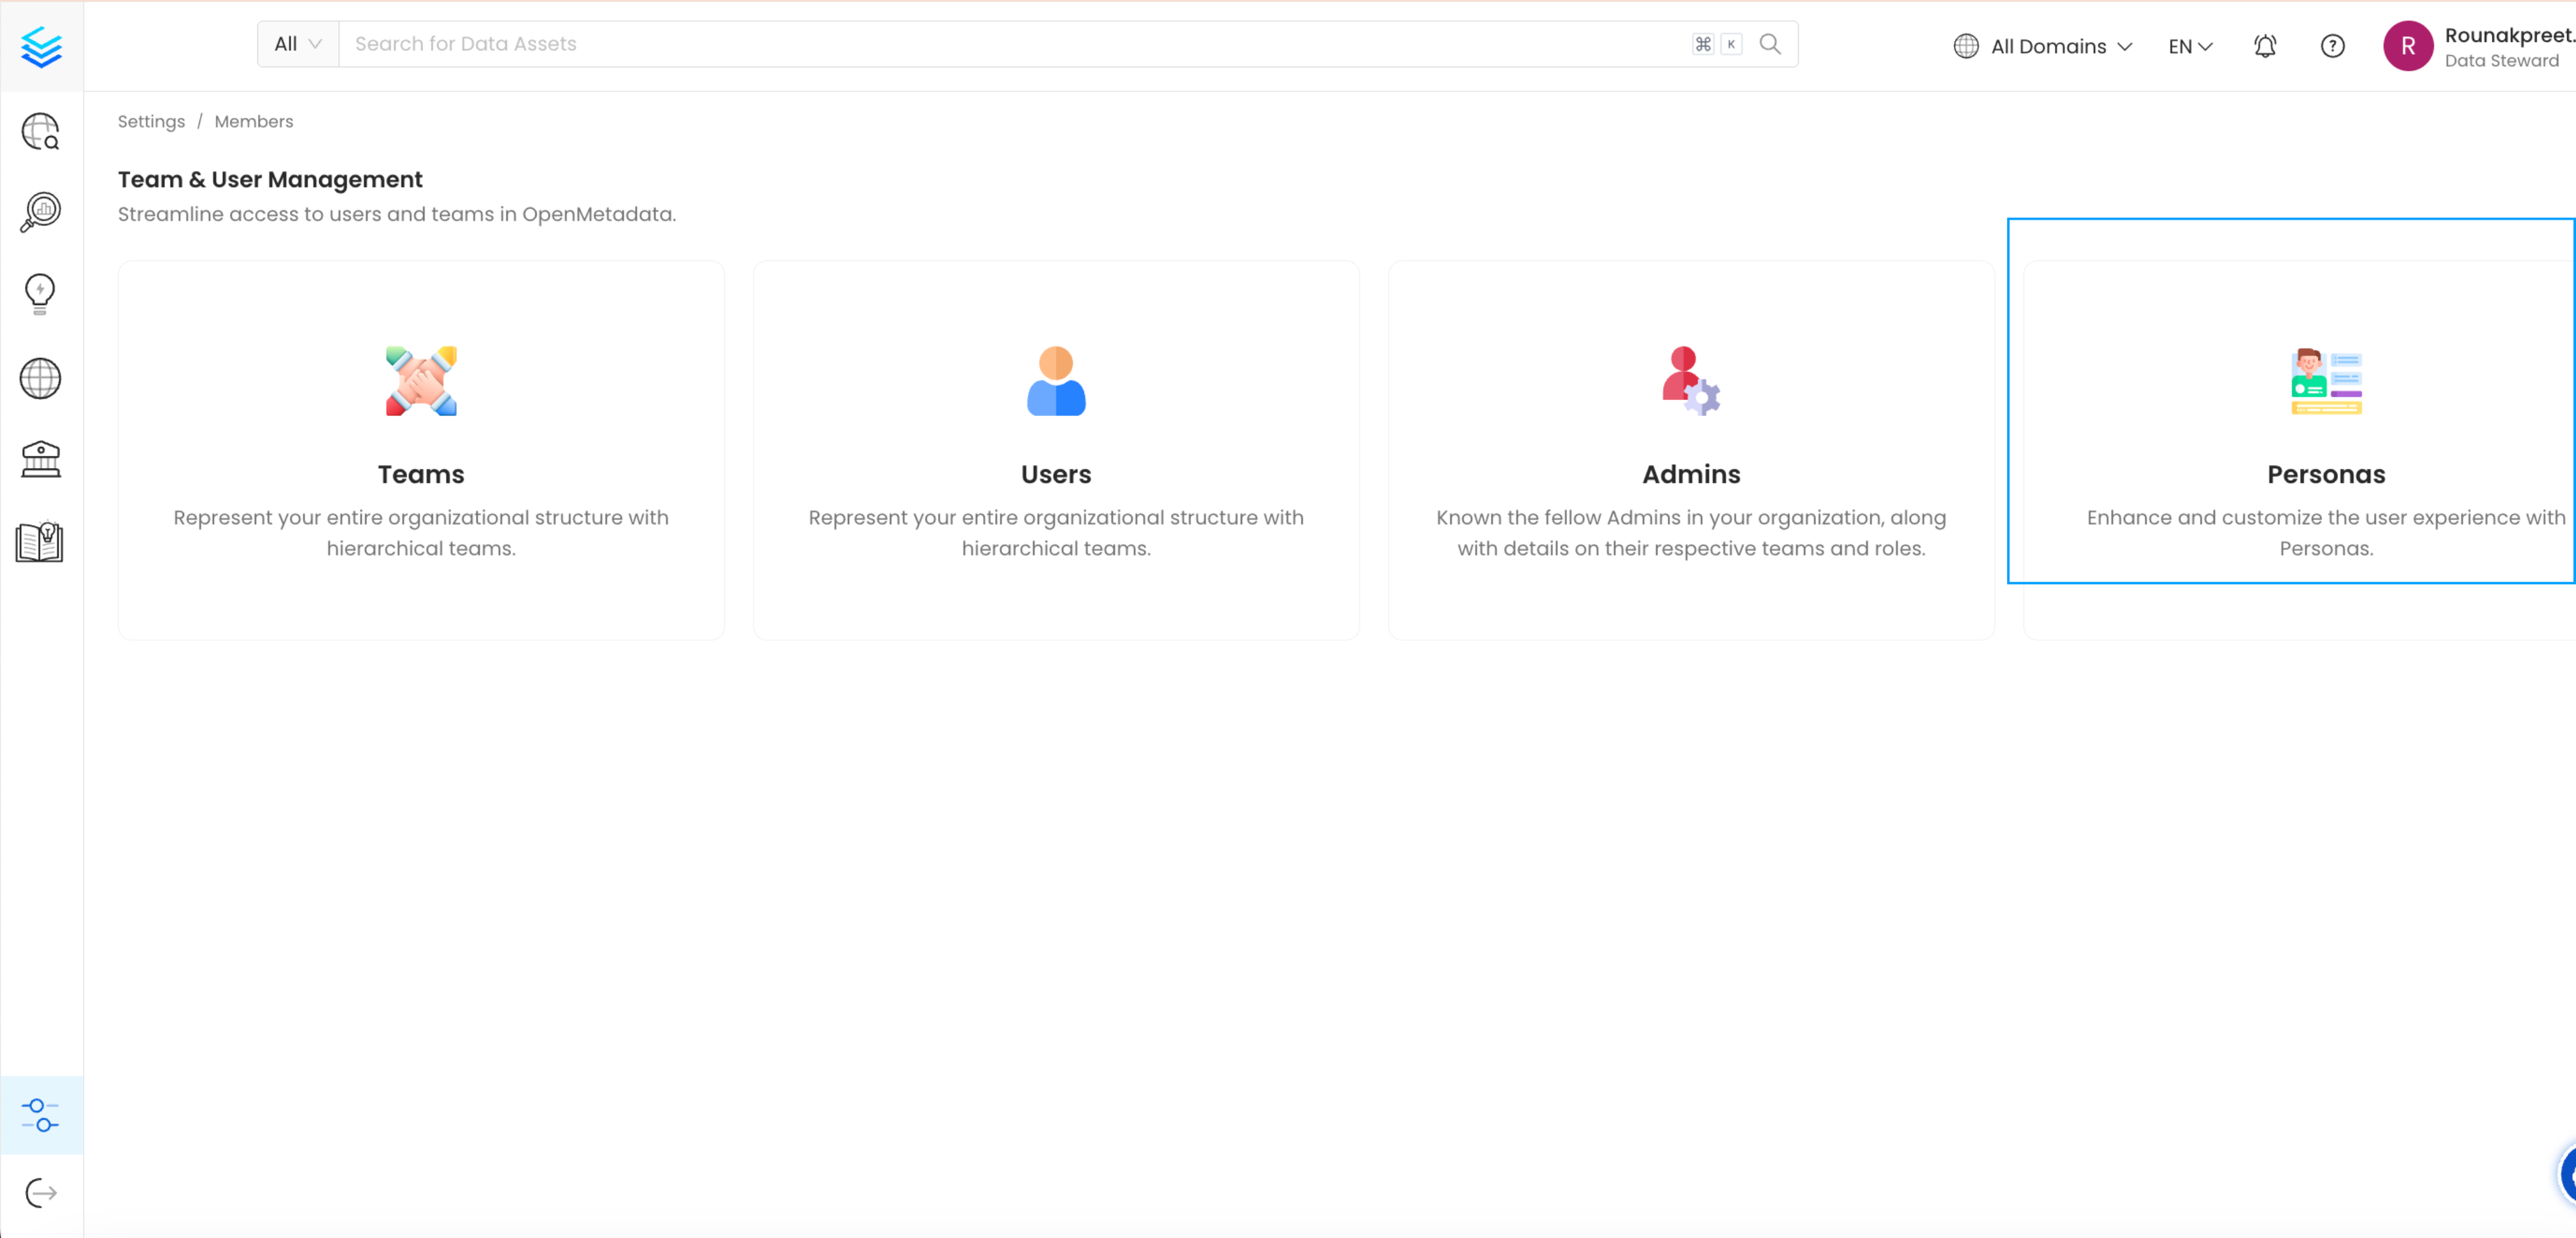 All
Search for Data Assets
⌘ K
All Domains
EN
R
Rounakpreet.
Data Steward
Settings / Members
Team & User Management
Streamline access to users and teams in OpenMetadata.
Teams
Represent your entire organizational structure with
hierarchical teams.
Users
Represent your entire organizational structure with
hierarchical teams.
Admins
Known the fellow Admins in your organization, along
with details on their respective teams and roles.
Personas
Enhance and customize the user experience with
Personas.